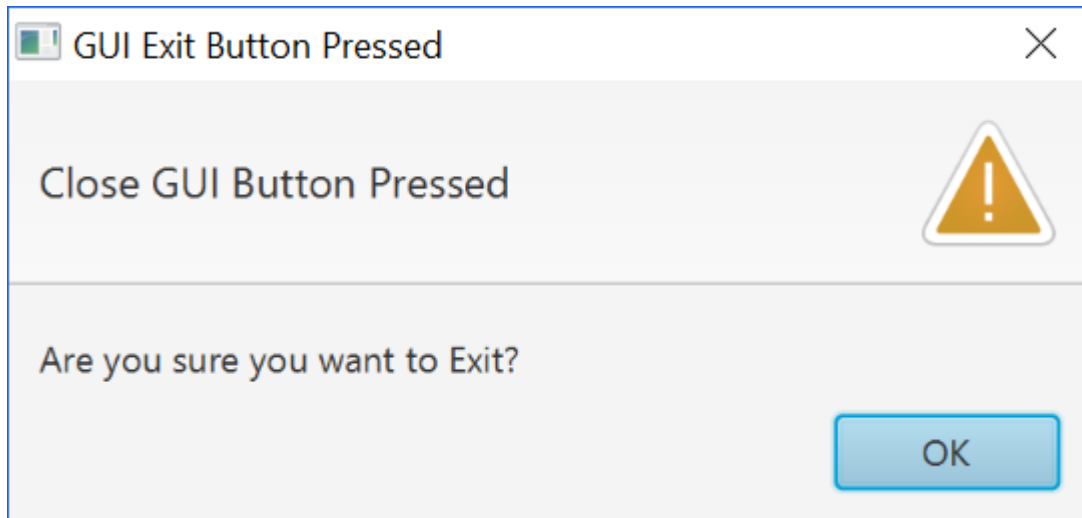 GUI Exit Button Pressed
Close GUI Button Pressed
Are you sure you want to Exit?
OK